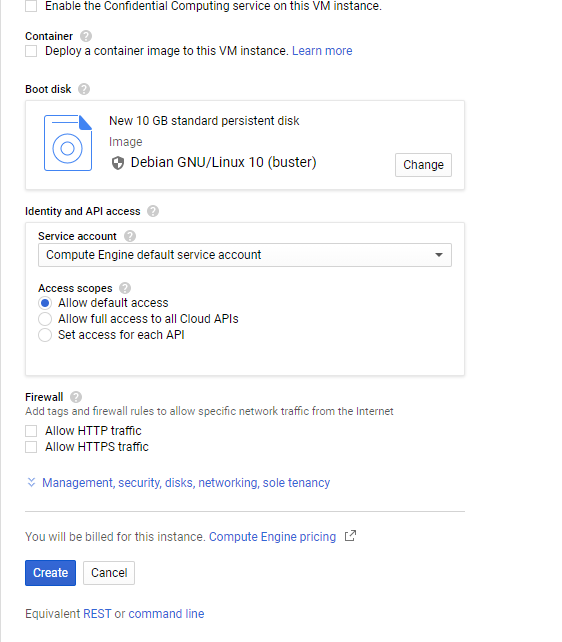 Enable the Confidential Computing service on this VM instance.
Container ?
Deploy a container image to this VM instance. Learn more
Boot disk ?
New 10 GB standard persistent disk
Image
Debian GNU/Linux 10 (buster)
Change
Identity and API access ?
Service account ?
Compute Engine default service account
Access scopes ?
Allow default access
Allow full access to all Cloud APIs
Set access for each API
Firewall ?
Add tags and firewall rules to allow specific network traffic from the Internet
Allow HTTP traffic
Allow HTTPS traffic
Management, security, disks, networking, sole tenancy
You will be billed for this instance. Compute Engine pricing
Create Cancel
Equivalent REST or command line